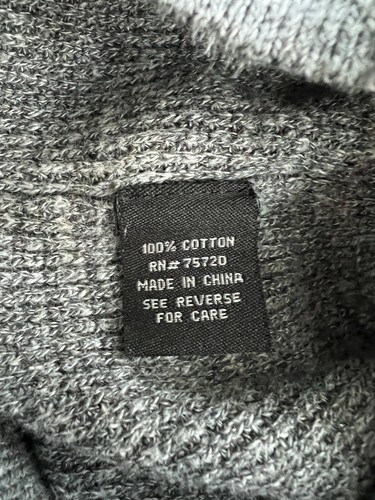 100% COTTON
RN# 75720
MADE IN CHINA
SEE REVERSE
FOR CARE